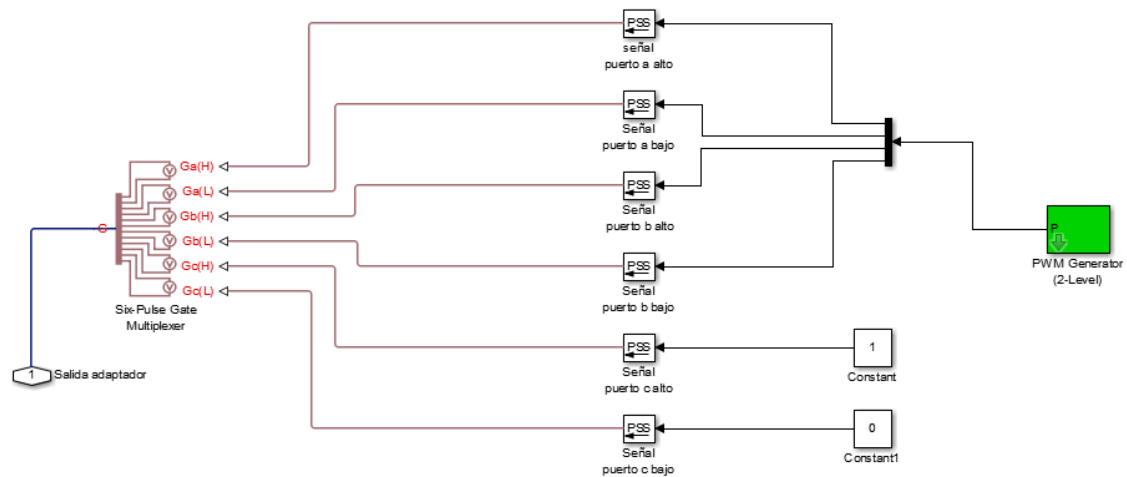 PSS
señal
puerto a alto
PSS
Señal
puerto a bajo
Ga(H)
Ga(L)
Gb(H)
Gb(L)
Gc(H)
Gc(L)
G
V
V
V
V
V
V
Six-Pulse Gate
Multiplexer
PSS
Señal
puerto b alto
P
PWM Generator
(2-Level)
PSS
Señal
puerto b bajo
1
Salida adaptador
PSS
Señal
puerto c alto
1
Constant
PSS
Señal
puerto c bajo
0
Constant1